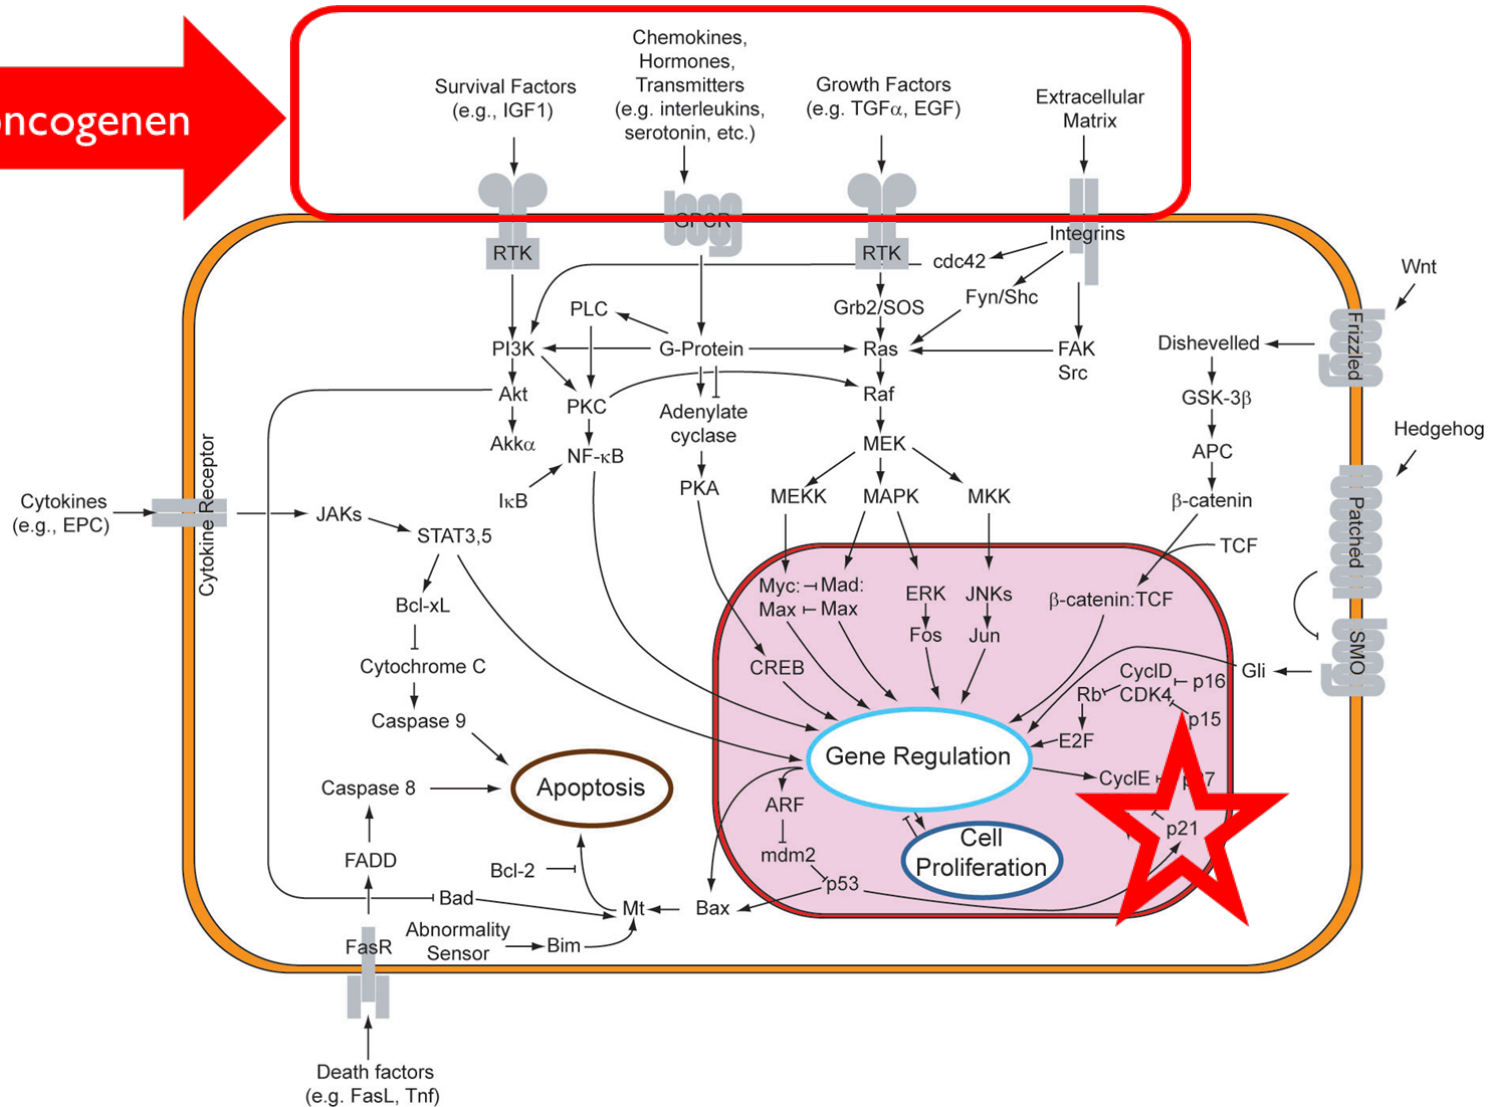 oncogenen
Chemokines,
Hormones,
Transmitters
(e.g. interleukins,
serotonin, etc.)
Survival Factors
(e.g., IGF1)
Growth Factors
(e.g. TGFα, EGF)
Extracellular
Matrix
RTK
GPCR
RTK
Integrins
cdc42
Fyn/Shc
Grb2/SOS
PLC
PI3K
G-Protein
Ras
FAK
Src
Akt
PKC
Raf
Adenylate
cyclase
Akkα
NF-κB
MEK
IκB
PKA
MEKK
MAPK
MKK
Wnt
Frizzled
Dishevelled
GSK-3β
APC
β-catenin
TCF
Hedgehog
Patched
SMO
Gli
Cytokines
(e.g., EPC)
Cytokine Receptor
JAKs
STAT3,5
Bcl-xL
Cytochrome C
Caspase 9
Caspase 8
Apoptosis
FADD
Bcl-2
Bad
Mt
Bax
Abnormality
Sensor
Bim
FasR
Death factors
(e.g. FasL, Tnf)
Myc: Mad:
Max Max
ERK
Fos
JNKs
Jun
β-catenin:TCF
CREB
CyclD
CDK4
p16
p15
Rb
E2F
Gene Regulation
CyclE
p21
ARF
mdm2
p53
Cell
Proliferation